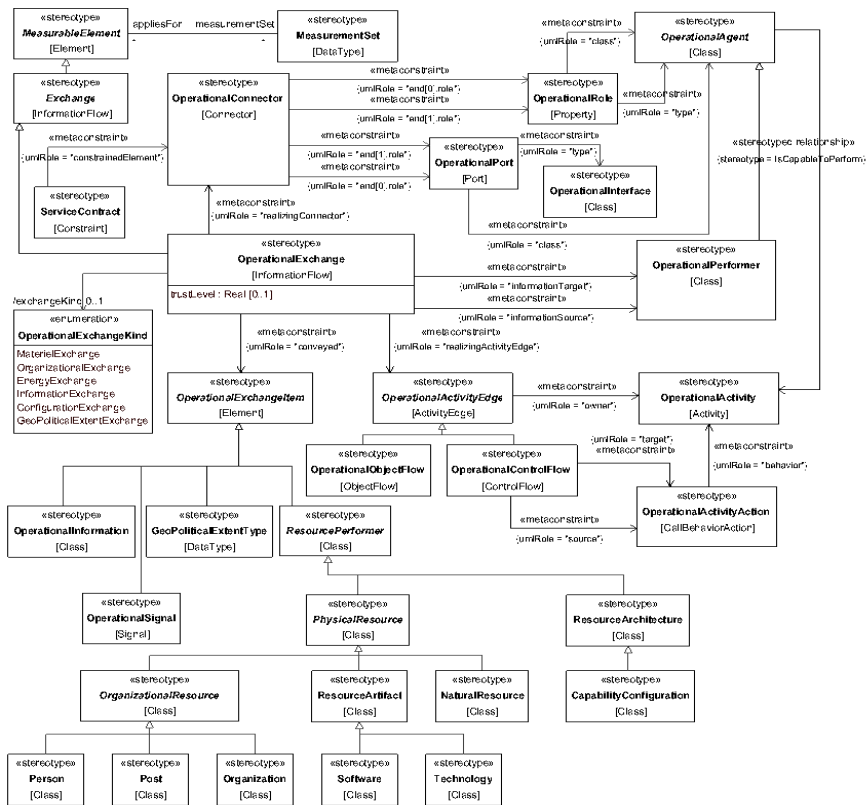 «stereotype»
MeasurableElement
[Element]
appliesFor
measurementSet
*
*
«stereotype»
MeasurementSet
[DataType]
«stereotype»
OperationalAgent
[Class]
«stereotype»
Exchange
[InformationFlow]
«stereotype»
OperationalConnector
[Connector]
«metaconstraint»
{umlRole = "end[0].role"}
«metaconstraint»
{umlRole = "end[1].role"}
«metaconstraint»
{umlRole = "class"}
«stereotype»
OperationalRole
[Property]
«metaconstraint»
{umlRole = "type"}
«metaconstraint»
{umlRole = "constrainedElement"}
«metaconstraint»
{umlRole = "end[1].role"}
«metaconstraint»
{umlRole = "end[0].role"}
«stereotype»
OperationalPort
[Port]
«metaconstraint»
{umlRole = "type"}
«stereotype»
OperationalInterface
[Class]
«stereotyped relationship»
{stereotype = IsCapableToPerform}
«stereotype»
ServiceContract
[Constraint]
«metaconstraint»
{umlRole = "realizingConnector"}
«metaconstraint»
{umlRole = "class"}
«stereotype»
OperationalExchange
[InformationFlow]
trustLevel : Real [0..1]
«metaconstraint»
{umlRole = "informationTarget"}
«metaconstraint»
{umlRole = "informationSource"}
«stereotype»
OperationalPerformer
[Class]
/exchangeKind 0..1
«enumeration»
OperationalExchangeKind
MaterielExchange
OrganizationalExchange
EnergyExchange
InformationExchange
ConfigurationExchange
GeoPoliticalExtentExchange
«metaconstraint»
{umlRole = "conveyed"}
«metaconstraint»
{umlRole = "realizingActivityEdge"}
«stereotype»
OperationalExchangeItem
[Element]
«stereotype»
OperationalActivityEdge
[ActivityEdge]
«metaconstraint»
{umlRole = "owner"}
«stereotype»
OperationalActivity
[Activity]
«stereotype»
OperationalObjectFlow
[ObjectFlow]
«stereotype»
OperationalControlFlow
[ControlFlow]
{umlRole = "target"}
«metaconstraint»
«metaconstraint»
{umlRole = "behavior"}
«metaconstraint»
{umlRole = "source"}
«stereotype»
OperationalActivityAction
[CallBehaviorAction]
«stereotype»
OperationalInformation
[Class]
«stereotype»
GeoPoliticalExtentType
[DataType]
«stereotype»
ResourcePerformer
[Class]
«stereotype»
OperationalSignal
[Signal]
«stereotype»
PhysicalResource
[Class]
«stereotype»
ResourceArchitecture
[Class]
«stereotype»
OrganizationalResource
[Class]
«stereotype»
ResourceArtifact
[Class]
«stereotype»
NaturalResource
[Class]
«stereotype»
CapabilityConfiguration
[Class]
«stereotype»
Person
[Class]
«stereotype»
Post
[Class]
«stereotype»
Organization
[Class]
«stereotype»
Software
[Class]
«stereotype»
Technology
[Class]